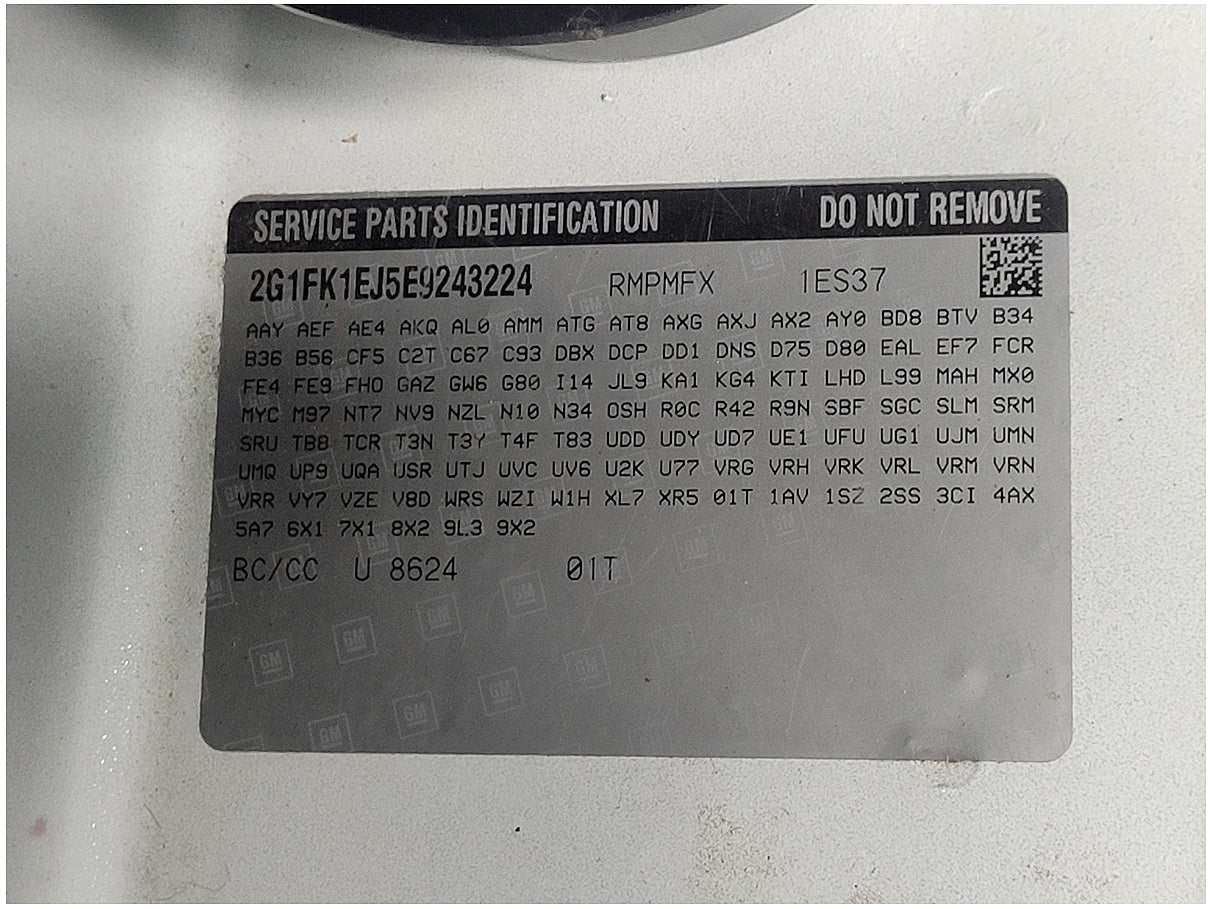 SERVICE PARTS IDENTIFICATION DO NOT REMOVE
2G1FK1EJ5E9243224 RMPMFX 1ES37
AAY AEF AE4 AKQ AL0 AMM ATG AT8 AXG AXJ AX2 AY0 BD8 BTV B34
B36 B56 CF5 C2T C67 C93 DBX DCP DD1 DNS D75 D80 EAL EF7 FCR
FE4 FE9 FHO GAZ GW6 G80 I14 JL9 KA1 KG4 KTI LHD L99 MAH MX0
MYC M97 NT7 NV9 NZL N10 N34 OSH R0C R42 R9N SBF SGC SLM SRM
SRU TB8 TCR T3N T3Y T4F T83 UDD UDY UD7 UE1 UFU UG1 UJM UMN
UMQ UP9 UQA USR UTJ UVC UV6 U2K U77 VRG VRH VRK VRL VRM VRN
VRR VY7 VZE V8D WRS WZI W1H XL7 XR5 01T 1AV 1SZ 2SS 3CI 4AX
5A7 6X1 7X1 8X2 9L3 9X2
BC/CC U 8624 01T